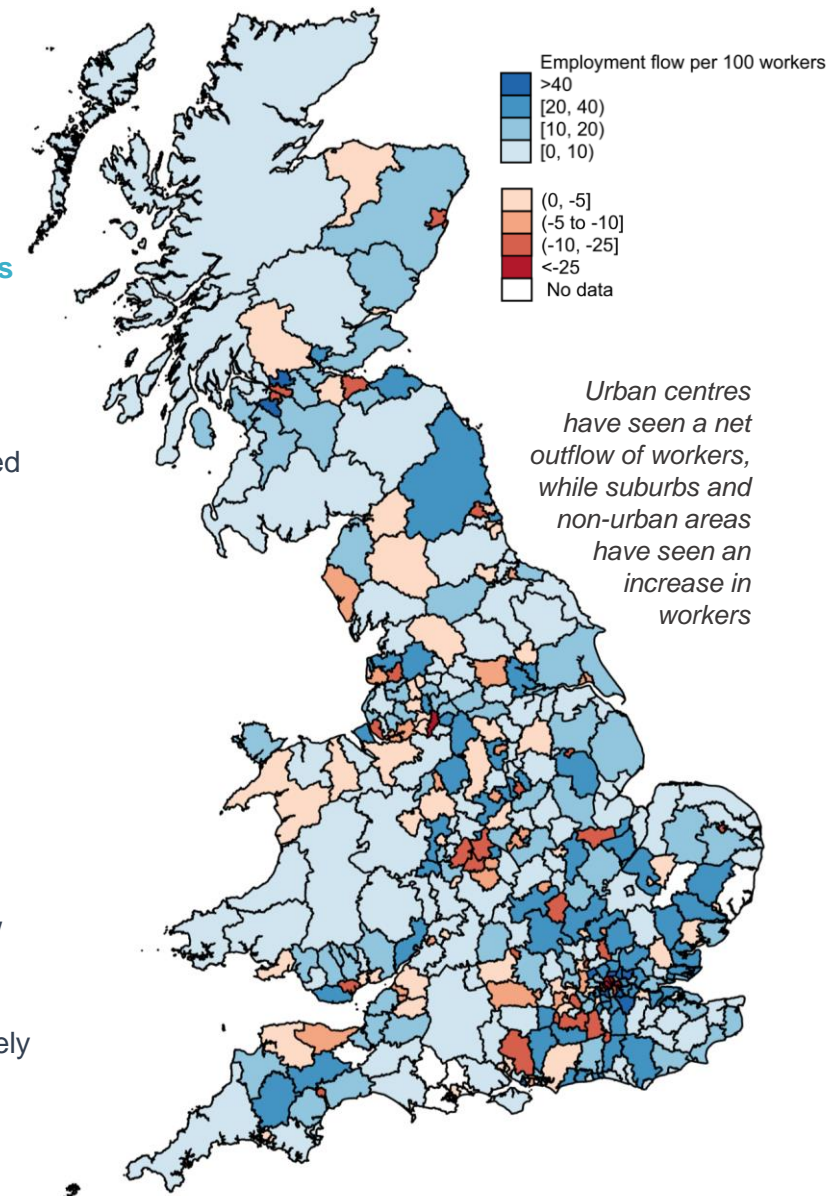 Employment flow per 100 workers
>40
[20, 40)
[10, 20)
[0, 10)
(0, -5]
(-5 to -10]
(-10, -25]
<-25
No data
s
Urban centres
have seen a net
outflow of workers,
while suburbs and
non-urban areas
have seen an
increase in
workers
ed
ely